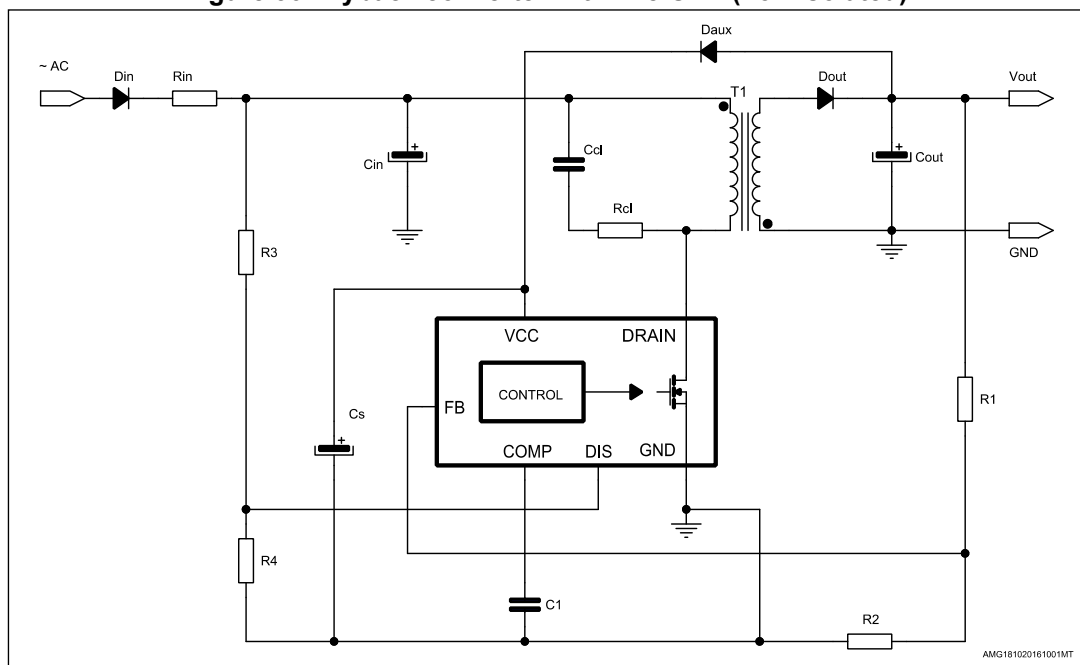 Daux
~ AC
Din
Rin
T1
Dout
Vout
Cin
Ccl
Cout
Rcl
R3
GND
VCC
DRAIN
CONTROL
FB
R1
Cs
COMP
DIS
GND
R4
C1
R2
AMG181020161001MT